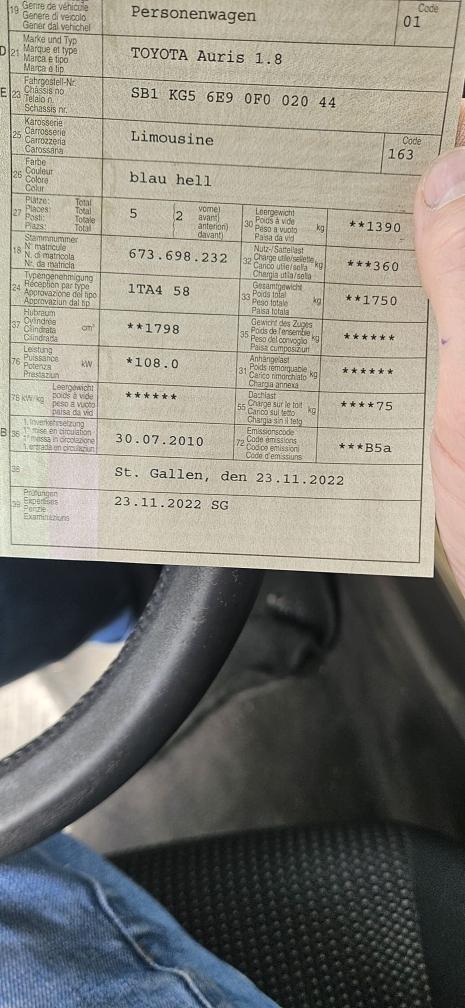 19 Genre de véhicule
Genere di veicolo
Gener dal vehichel
Personenwagen
Code
01
D 21 Marke und Typ
Marque et type
Marca e tipo
Marca e tip
TOYOTA Auris 1.8
E 23 Fahrgestell-Nr.
Châssis no.
Telaio n.
Schassis nr.
SB1 KG5 6E9 0F0 020 44
25 Karosserie
Carrosserie
Carrozzeria
Carossaria
Limousine
Code
163
26 Farbe
Couleur
Colore
Colur
blau hell
27 Plätze: Total
Places: Total
Posti: Totale
Plazs: Total
5
2
vorne)
avant)
anteriori)
davant)
30 Leergewicht
Poids à vide
Peso a vuoto kg
Paisa da vid
**1390
18 Stammnummer
N° matricule
N. di matricola
Nr. da matricla
673.698.232
32 Nutz-/Sattellast
Charge utile/sellette
Carico utile/sella kg
Chargia util/sella
***360
24 Typengenehmigung
Réception par type
Approvazione del tipo
Approvaziun dal tip
1TA4 58
33 Gesamtgewicht
Poids total
Peso totale kg
Paisa totala
**1750
37 Hubraum
Cylindrée cm³
Cilindrata
Cilindrada
**1798
35 Gewicht des Zuges
Poids de l'ensemble
Peso del convoglio kg
Paisa cumposiziun
******
76 Leistung
Puissance kW
Potenza
Prestaziun
*108.0
31 Anhängelast
Poids remorquable
Carico rimorchiato kg
Chargia annexa
******
78 kW/kg Leergewicht
poids à vide
peso a vuoto
paisa da vid
******
55 Dachlast
Charge sur le toit
Carico sul tetto kg
Chargia sin il tetg
****75
B 36 1. Inverkehrsetzung
1re mise en circulation
1a messa in circolazione
1. entrada en circulaziun
30.07.2010
72 Emissionscode
Code émissions
Codice emissioni
Code d'emissiuns
***B5a
38
St. Gallen, den 23.11.2022
39 Prüfungen
Expertises
Perizie
Examinaziuns
23.11.2022 SG